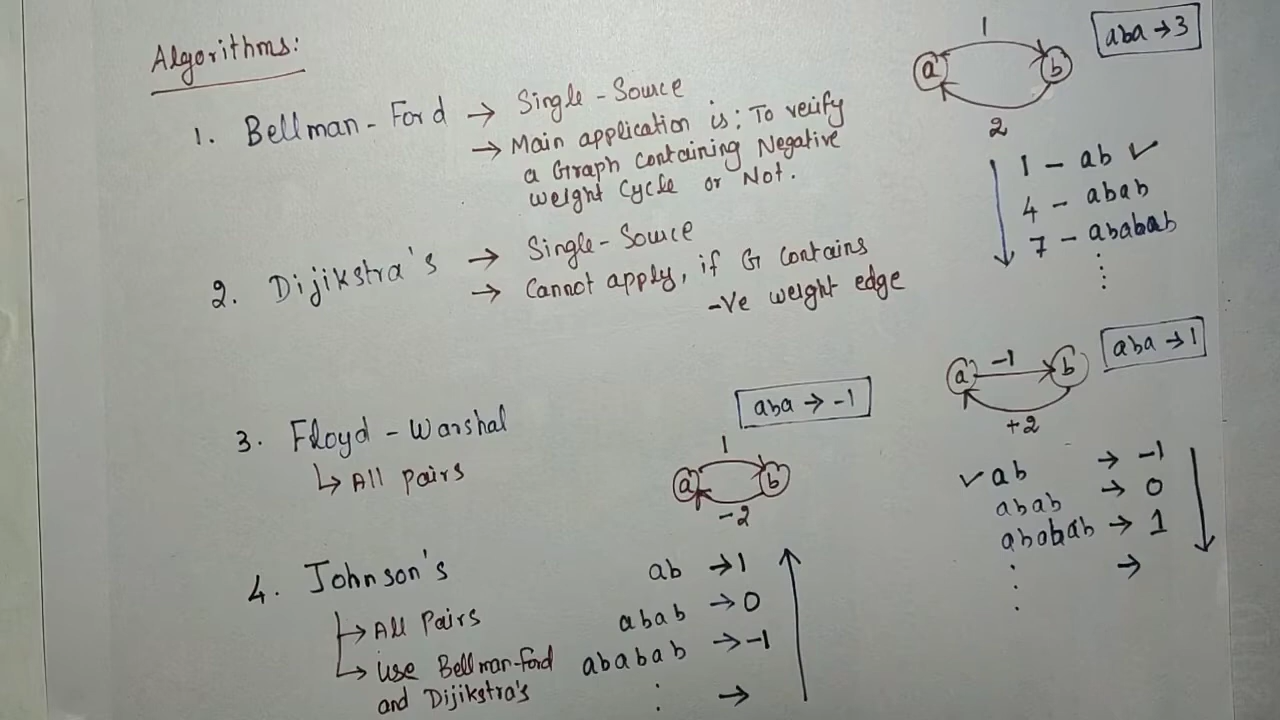 Algorithms:
1. Bellman-Ford → Single-Source
→ Main application is: To verify
a Graph containing Negative
weight Cycle or Not.
2. Dijikstra's → Single-Source
→ Cannot apply, if G contains
-ve weight edge
3. Floyd-Warshal
↳ All pairs
4. Johnson's
↳ All Pairs
↳ Use Bellman-Ford
and Dijikstra's
aba → 3
1
a b
2
1 - ab ✓
4 - abab
7 - ababab
⋮
aba → 1
a -1 b
+2
✓ ab → -1
abab → 0
ababab → 1
⋮ →
aba → -1
1
a b
-2
ab → 1
abab → 0
ababab → -1
⋮ →